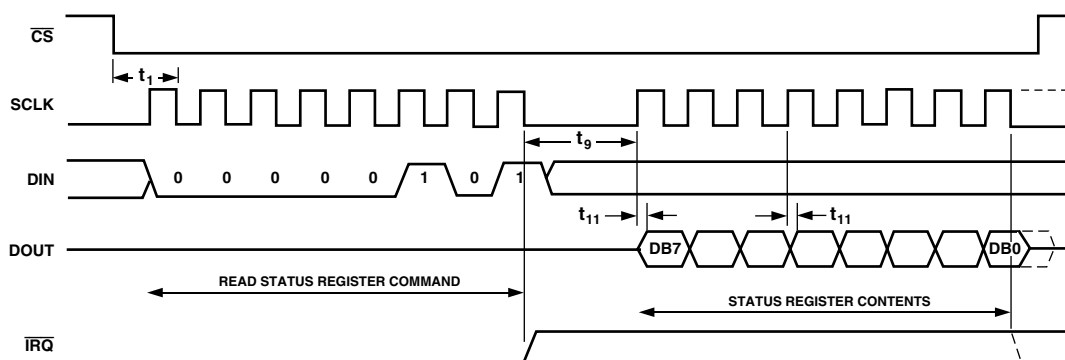 CS
t1
SCLK
t9
DIN
0 0 0 0 0 1 0 1
t11
t11
DOUT
DB7
DB0
READ STATUS REGISTER COMMAND
STATUS REGISTER CONTENTS
IRQ